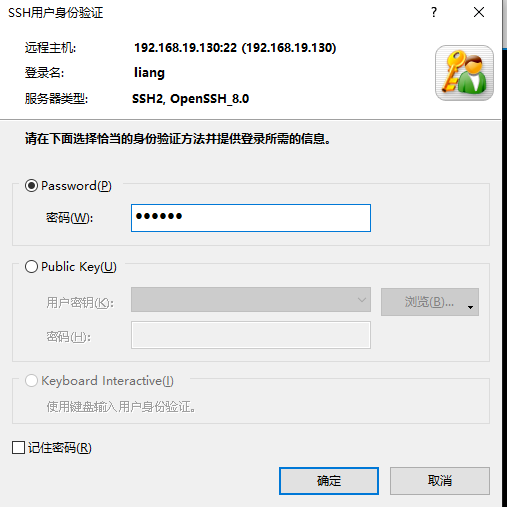 SSH用户身份验证
远程主机: 192.168.19.130:22 (192.168.19.130)
登录名: liang
服务器类型: SSH2, OpenSSH_8.0
请在下面选择恰当的身份验证方法并提供登录所需的信息。
Password(P)
密码(W): ●●●●●●
Public Key(U)
用户密钥(K): 浏览(B)...
密码(H):
Keyboard Interactive(I)
使用键盘输入用户身份验证。
记住密码(R)
确定 取消